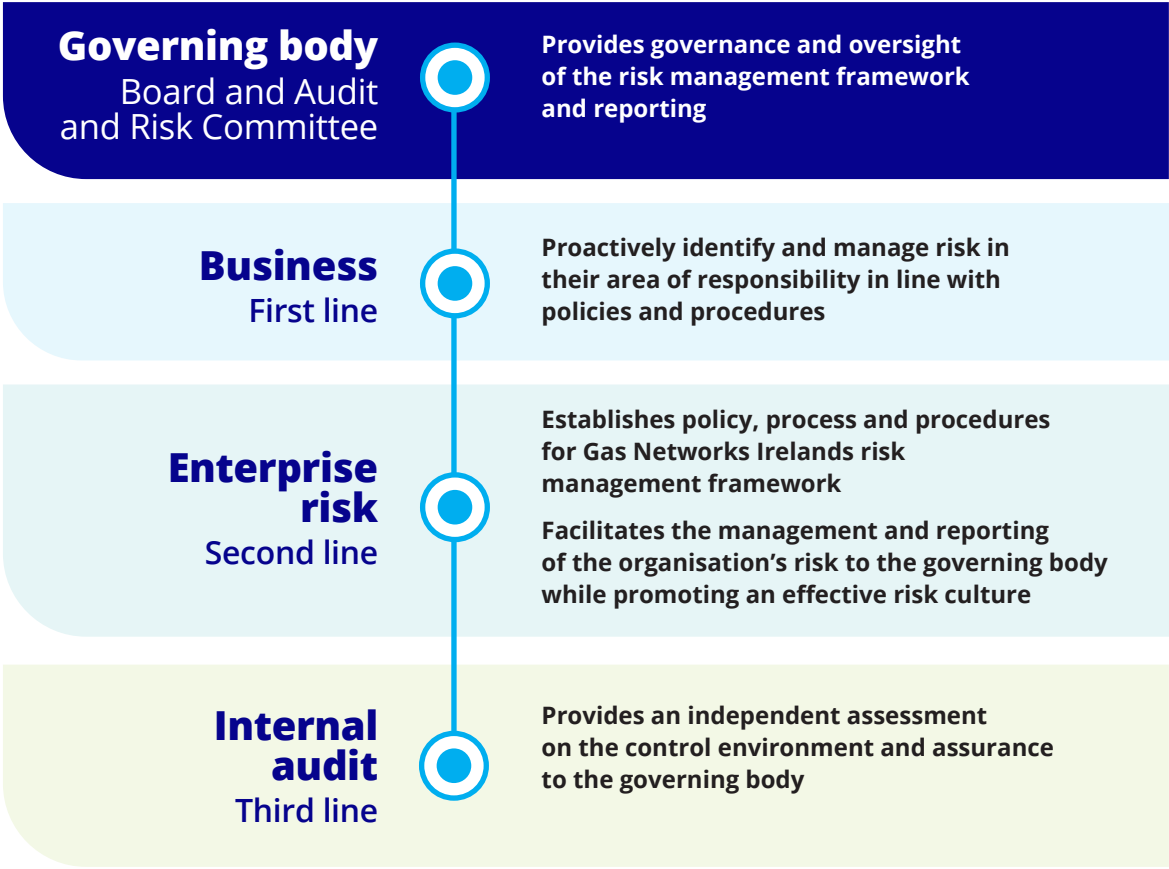 Governing body
Board and Audit
and Risk Committee
Provides governance and oversight
of the risk management framework
and reporting
Business
First line
Proactively identify and manage risk in
their area of responsibility in line with
policies and procedures
Enterprise
risk
Second line
Establishes policy, process and procedures
for Gas Networks Irelands risk
management framework
Facilitates the management and reporting
of the organisation’s risk to the governing body
while promoting an effective risk culture
Internal
audit
Third line
Provides an independent assessment
on the control environment and assurance
to the governing body